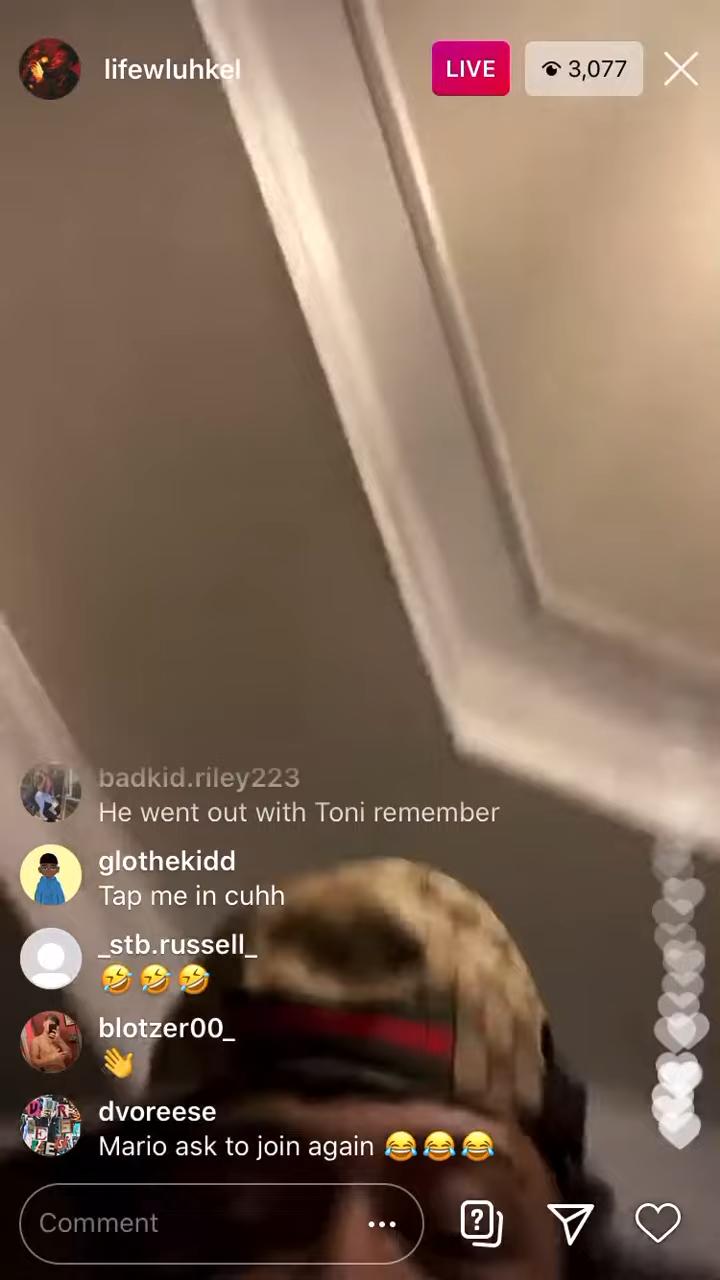 lifewluhkel
LIVE
3,077
badkid.riley223
He went out with Toni remember
glothekidd
Tap me in cuhh
_stb.russell_
🤣🤣🤣
blotzer00_
👋
dvoreese
Mario ask to join again 😂😂😂
Comment